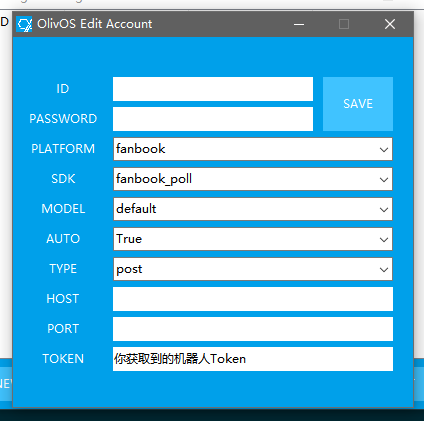 OlivOS Edit Account
ID
SAVE
PASSWORD
PLATFORM fanbook
SDK fanbook_poll
MODEL default
AUTO True
TYPE post
HOST
PORT
TOKEN 你获取到的机器人Token